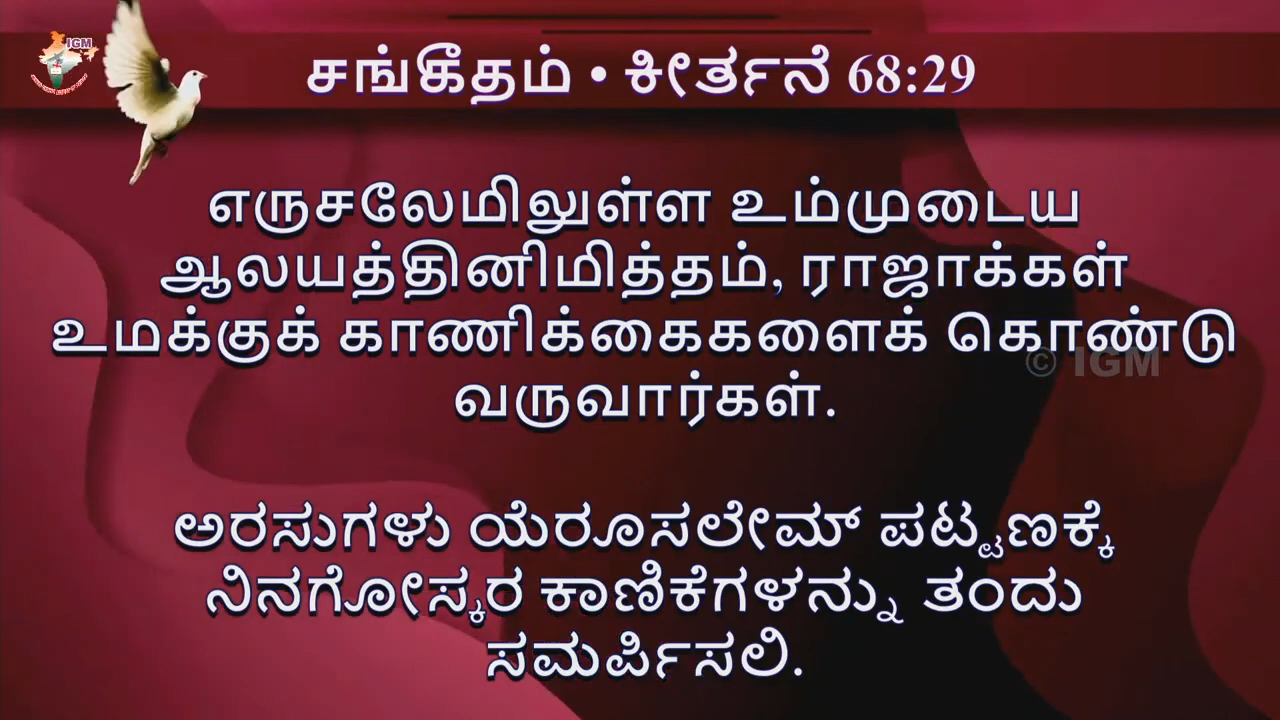 IGM
சங்கீதம் • ಕೀರ್ತನೆ 68:29
எருசலேமிலுள்ள உம்முடைய
ஆலயத்தினிமித்தம், ராஜாக்கள்
உமக்குக் காணிக்கைகளைக் கொண்டு
வருவார்கள்.
© IGM
ಅರಸುಗಳು ಯೆರೂಸಲೇಮ್ ಪಟ್ಟಣಕ್ಕೆ
ನಿನಗೋಸ್ಕರ ಕಾಣಿಕೆಗಳನ್ನು ತಂದು
ಸಮರ್ಪಿಸಲಿ.